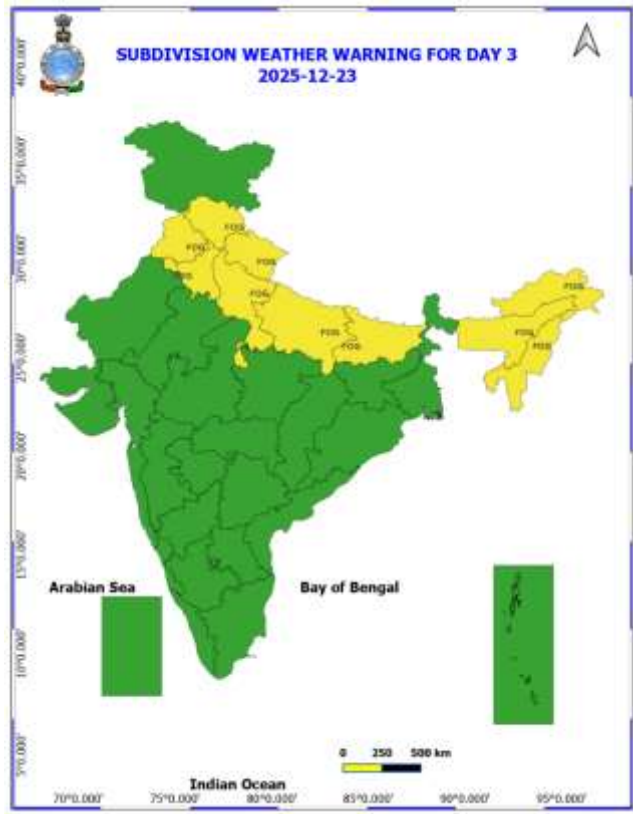 SUBDIVISION WEATHER WARNING FOR DAY 3
2025-12-23
40°0.000'
35°0.000'
30°0.000'
25°0.000'
20°0.000'
15°0.000'
10°0.000'
5°0.000'
FOG
FOG
FOG
FOG
FOG
FOG
FOG
FOG
FOG
FOG
Arabian Sea
Bay of Bengal
0 250 500 km
Indian Ocean
70°0.000' 75°0.000' 80°0.000' 85°0.000' 90°0.000' 95°0.000'